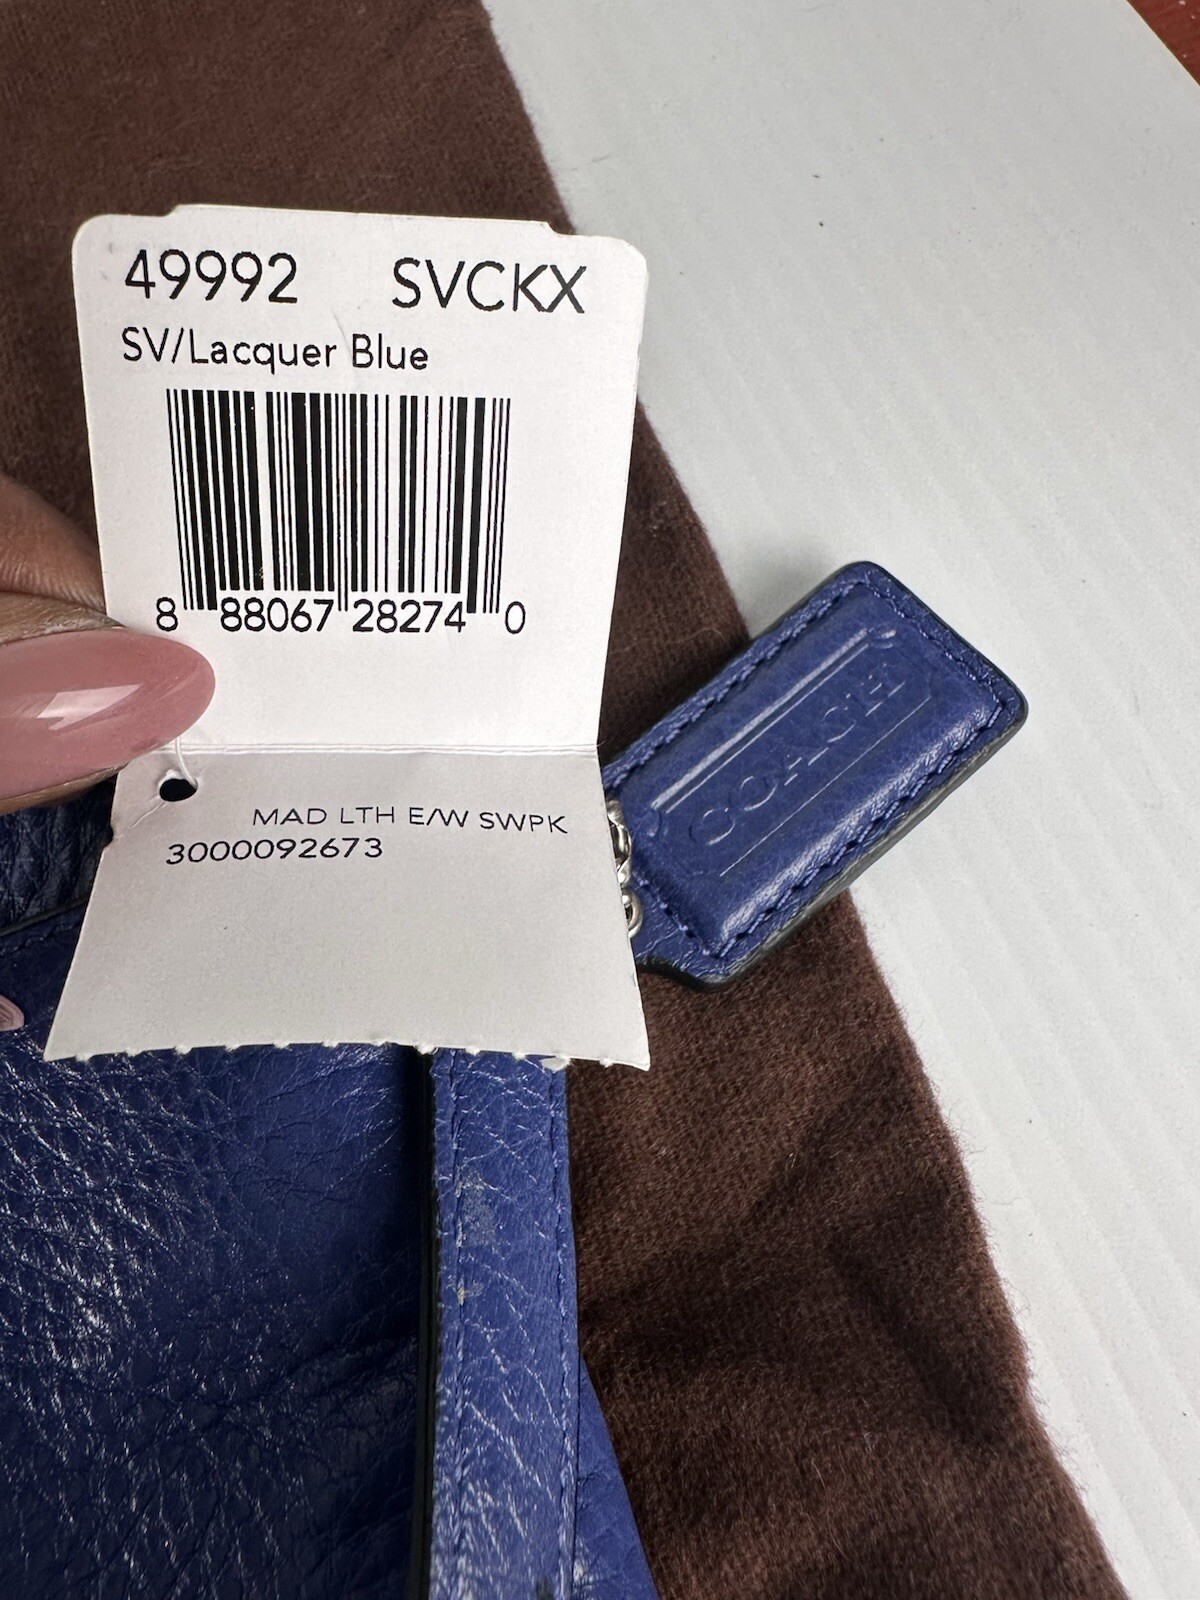 49992 SVCKX
SV/Lacquer Blue
8 88067 28274 0
MAD LTH E/W SWPK
3000092673
COACH